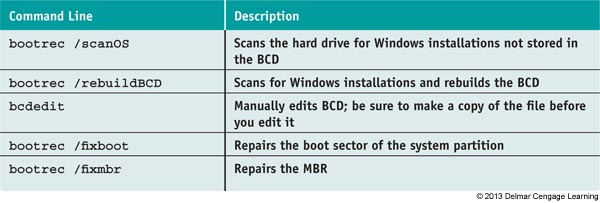 Command Line Description
bootrec /scanOS Scans the hard drive for Windows installations not stored in
the BCD
bootrec /rebuildBCD Scans for Windows installations and rebuilds the BCD
bcdedit Manually edits BCD; be sure to make a copy of the file before
you edit it
bootrec /fixboot Repairs the boot sector of the system partition
bootrec /fixmbr Repairs the MBR
© 2013 Delmar Cengage Learning